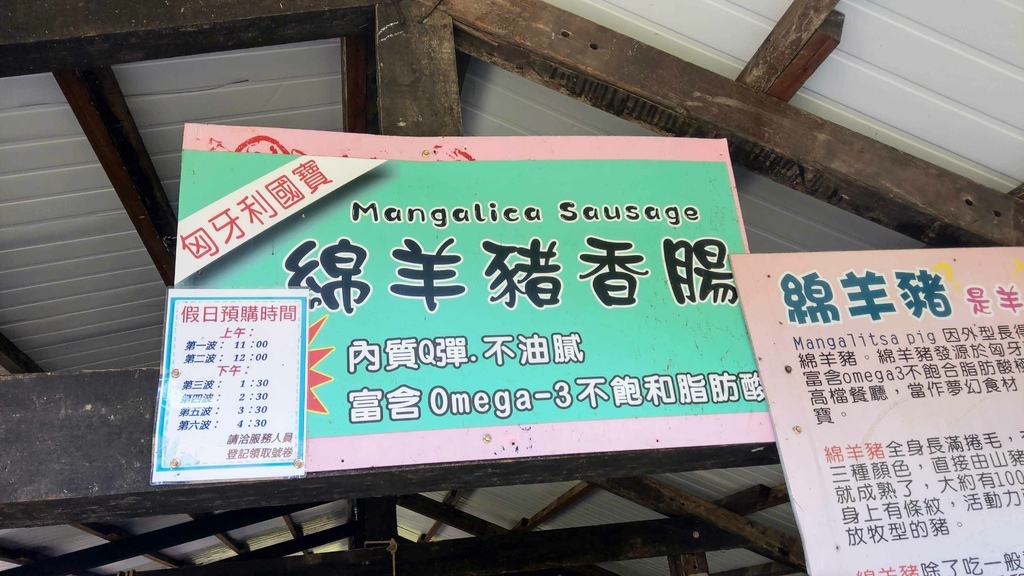 匈牙利國寶
Mangalica Sausage
綿羊豬香腸
內質Q彈.不油膩
富含Omega-3不飽和脂肪酸
假日預購時間
上午：
第一波： 11：00
第二波： 12：00
下午：
第三波： 1：30
第四波： 2：30
第五波： 3：30
第六波： 4：30
請洽服務人員
登記領取號卷
綿羊豬 是羊
Mangalitsa pig 因外型長得
綿羊豬。綿羊豬發源於匈牙
富含omega3不飽合脂肪酸極
高檔餐廳，當作夢幻食材
寶。
綿羊豬全身長滿捲毛，
三種顏色，直接由山豬
就成熟了，大約有100
身上有條紋，活動力
放牧型的豬。
綿羊豬除了吃一般